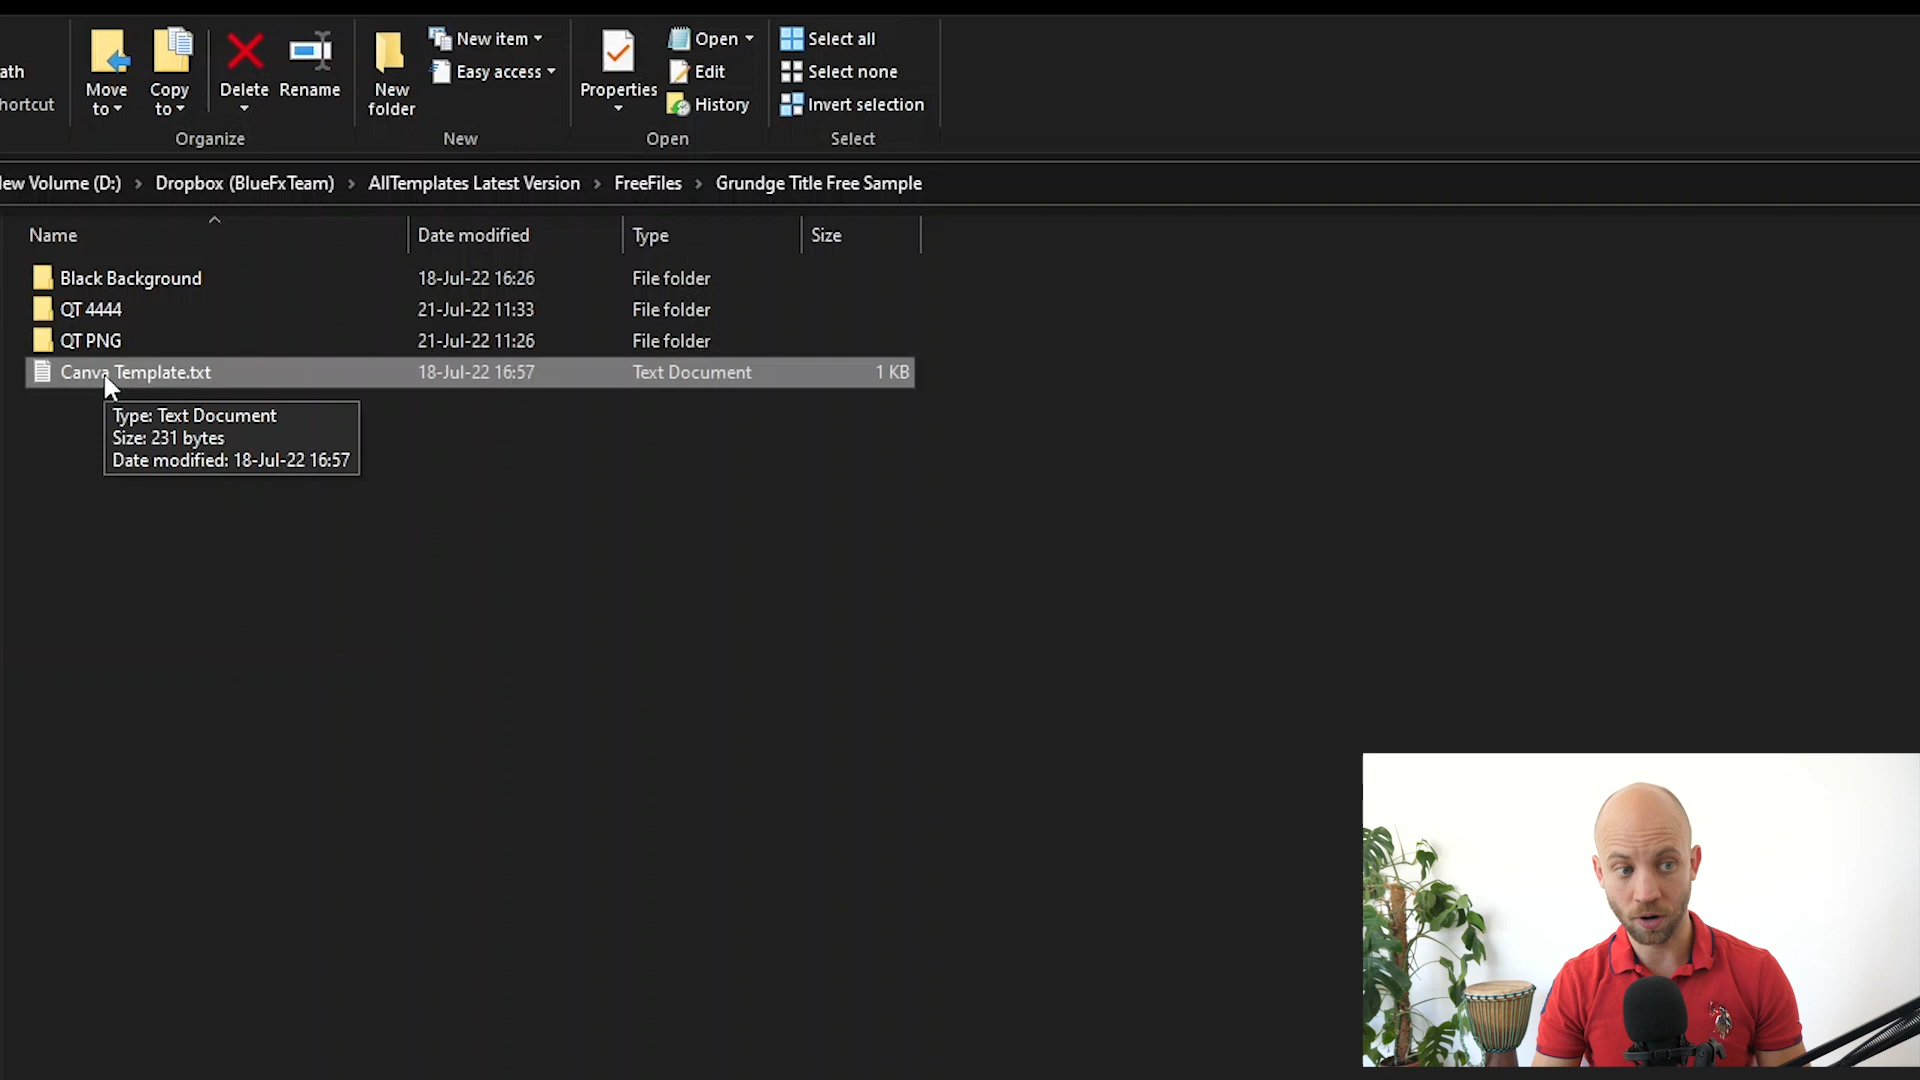 ath
hortcut
Move to
Copy to
Delete
Rename
Organize
New folder
New item
Easy access
New
Properties
Open
Edit
History
Open
Select all
Select none
Invert selection
Select
ew Volume (D:) > Dropbox (BlueFxTeam) > AllTemplates Latest Version > FreeFiles > Grundge Title Free Sample
Name Date modified Type Size
Black Background 18-Jul-22 16:26 File folder
QT 4444 21-Jul-22 11:33 File folder
QT PNG 21-Jul-22 11:26 File folder
Canva Template.txt 18-Jul-22 16:57 Text Document 1 KB
Type: Text Document
Size: 231 bytes
Date modified: 18-Jul-22 16:57